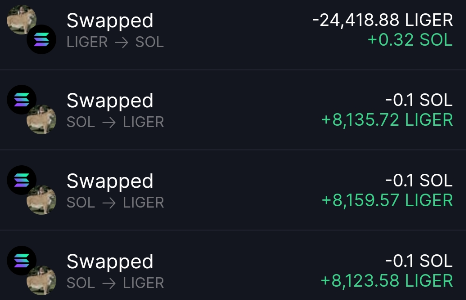 Swapped
-24,418.88 LIGER
LIGER → SOL
+0.32 SOL
Swapped
-0.1 SOL
SOL → LIGER
+8,135.72 LIGER
Swapped
-0.1 SOL
SOL → LIGER
+8,159.57 LIGER
Swapped
-0.1 SOL
SOL → LIGER
+8,123.58 LIGER